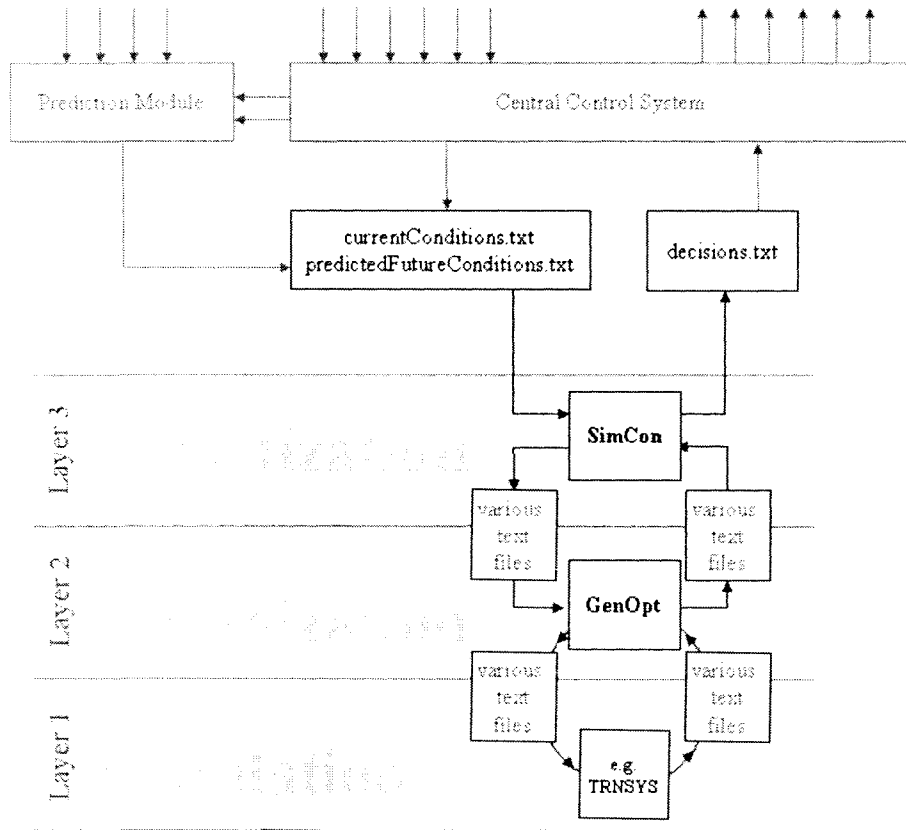 Prediction Module
Central Control System
currentConditions.txt
predictedFutureConditions.txt
decisions.txt
Layer 3
SimCon
various
text
files
various
text
files
Layer 2
GenOpt
various
text
files
various
text
files
Layer 1
e.g.
TRNSYS